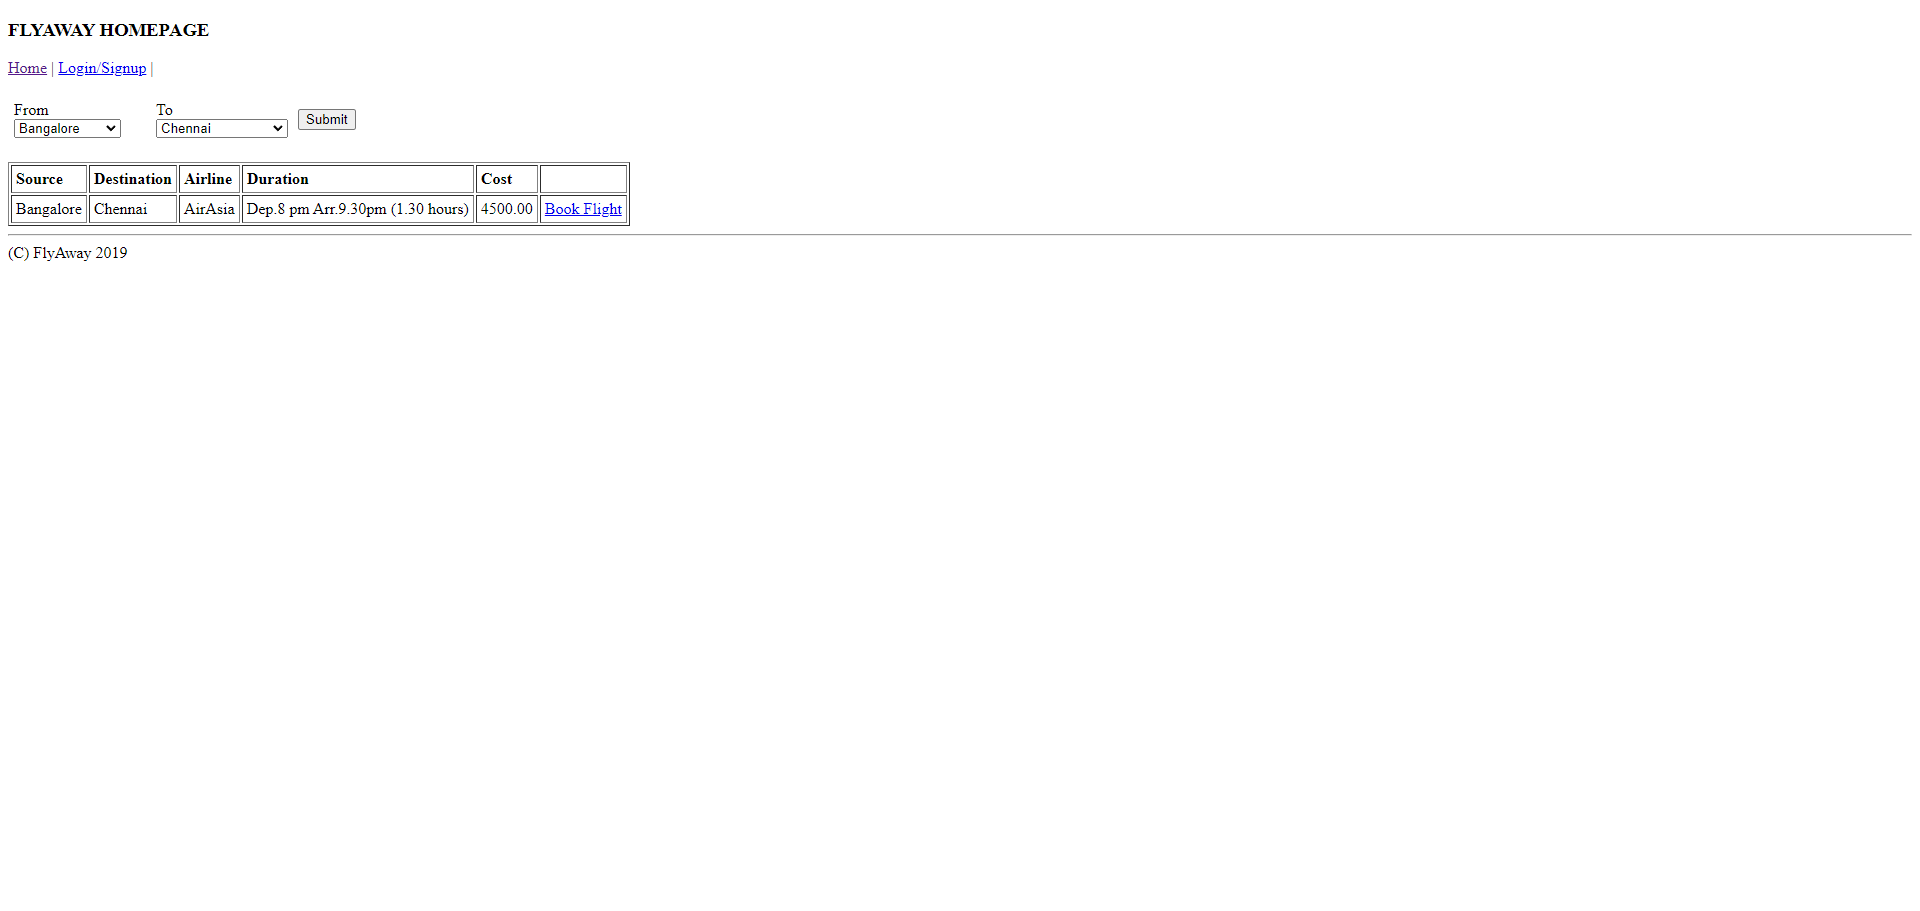 FLYAWAY HOMEPAGE
Home | Login/Signup |
From To
Bangalore Chennai Submit
Source Destination Airline Duration Cost
Bangalore Chennai AirAsia Dep.8 pm Arr.9.30pm (1.30 hours) 4500.00 Book Flight
(C) FlyAway 2019